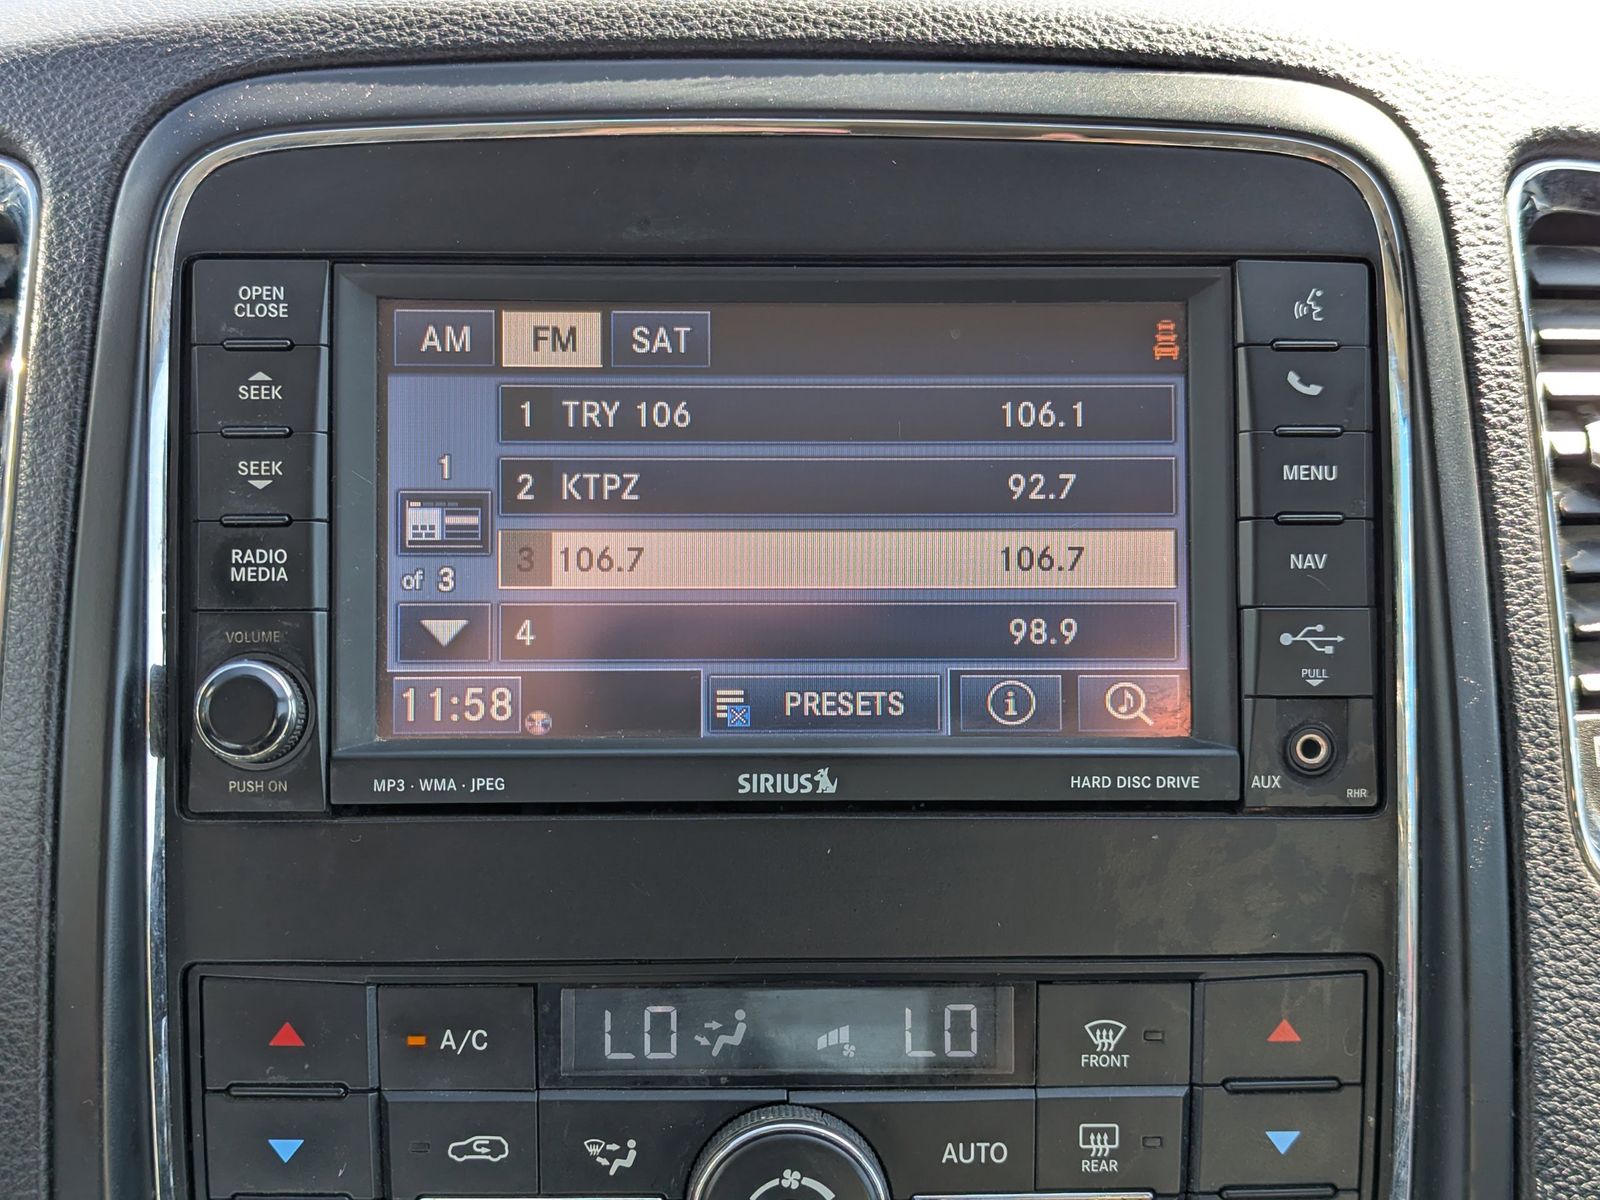 OPEN
CLOSE
SEEK
SEEK
RADIO
MEDIA
VOLUME
PUSH ON
AM FM SAT
1 TRY 106 106.1
2 KTPZ 92.7
3 106.7 106.7
4 98.9
1
of 3
11:58
PRESETS
i
MP3 · WMA · JPEG
SIRIUS
HARD DISC DRIVE
MENU
NAV
PULL
AUX
RHR
A/C
LO LO
FRONT
AUTO
REAR